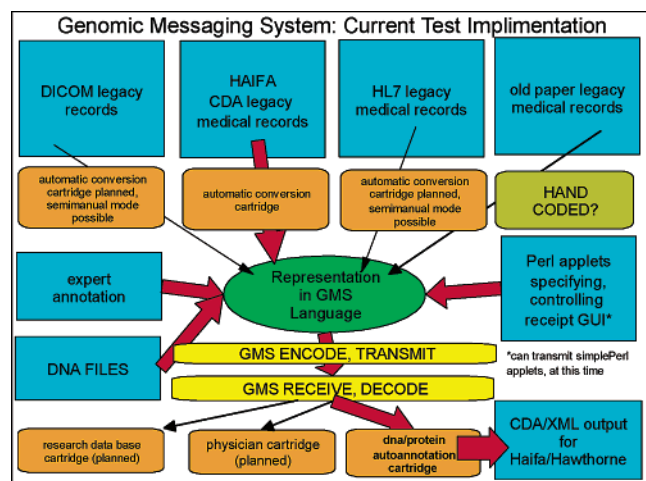 Genomic Messaging System: Current Test Implimentation
DICOM legacy
records
HAIFA
CDA legacy
medical records
HL7 legacy
medical records
old paper legacy
medical records
automatic conversion
cartridge planned,
semimanual mode
possible
automatic conversion
cartridge
automatic conversion
cartridge planned,
semimanual mode
possible
HAND
CODED?
expert
annotation
Representation
in GMS
Language
Perl applets
specifying,
controlling
receipt GUI*
DNA FILES
GMS ENCODE, TRANSMIT
*can transmit simplePerl
applets, at this time
GMS RECEIVE, DECODE
research data base
cartridge (planned)
physician cartridge
(planned)
dna/protein
autoannotation
cartridge
CDA/XML output
for
Haifa/Hawthorne